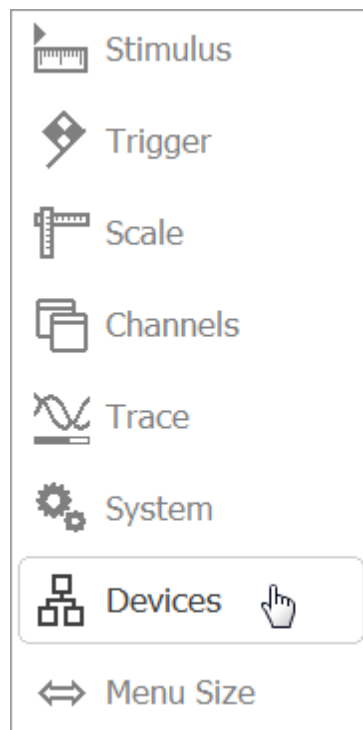 Stimulus
Trigger
Scale
Channels
Trace
System
Devices
Menu Size